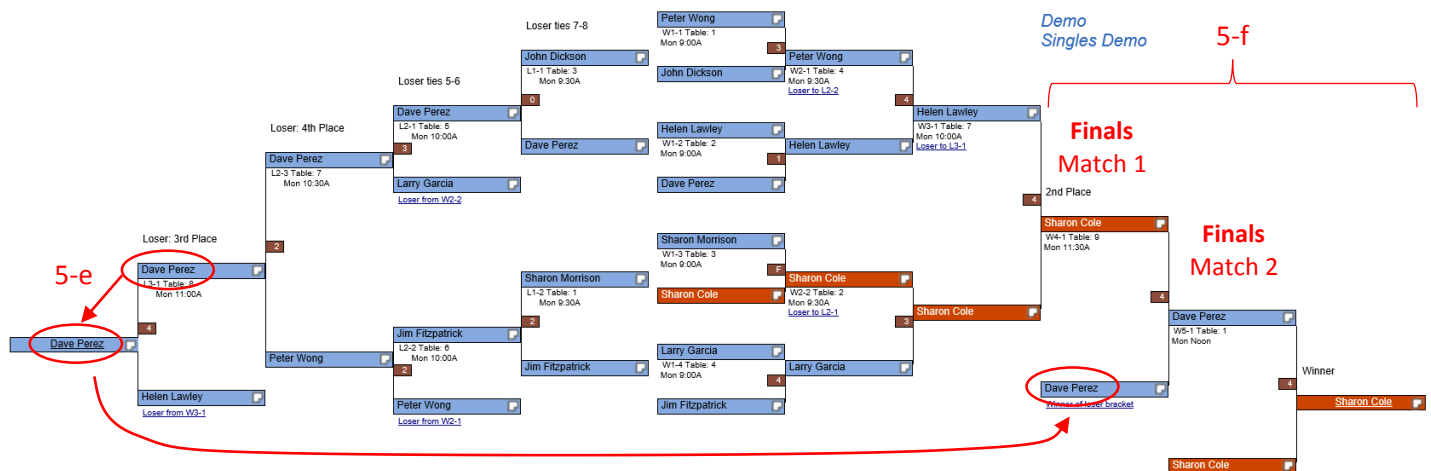 Demo
Singles Demo
5-f
Loser ties 7-8
Peter Wong
W1-1 Table: 1
Mon 9:00A
3
John Dickson
John Dickson
L1-1 Table: 3
Mon 9:30A
0
Dave Perez
Peter Wong
W2-1 Table: 4
Mon 9:30A
Loser to L2-2
4
Loser ties 5-6
Dave Perez
L2-1 Table: 5
Mon 10:00A
3
Larry Garcia
Loser from W2-2
Helen Lawley
W1-2 Table: 2
Mon 9:00A
1
Dave Perez
Helen Lawley
Helen Lawley
W3-1 Table: 7
Mon 10:00A
Loser to L3-1
4
Finals
Match 1
Loser: 4th Place
Dave Perez
L2-3 Table: 7
Mon 10:30A
2
Peter Wong
2nd Place
Sharon Cole
W4-1 Table: 9
Mon 11:30A
4
Finals
Match 2
Loser: 3rd Place
5-e
Dave Perez
L3-1 Table: 8
Mon 11:00A
4
Dave Perez
Helen Lawley
Loser from W3-1
Sharon Morrison
L1-2 Table: 1
Mon 9:30A
2
Jim Fitzpatrick
Sharon Morrison
W1-3 Table: 3
Mon 9:00A
F
Sharon Cole
Sharon Cole
W2-2 Table: 2
Mon 9:30A
Loser to L2-1
3
Sharon Cole
Jim Fitzpatrick
L2-2 Table: 6
Mon 10:00A
2
Peter Wong
Loser from W2-1
Larry Garcia
W1-4 Table: 4
Mon 9:00A
4
Jim Fitzpatrick
Larry Garcia
Dave Perez
Winner of loser bracket
Dave Perez
W5-1 Table: 1
Mon Noon
4
Winner
Sharon Cole
Sharon Cole